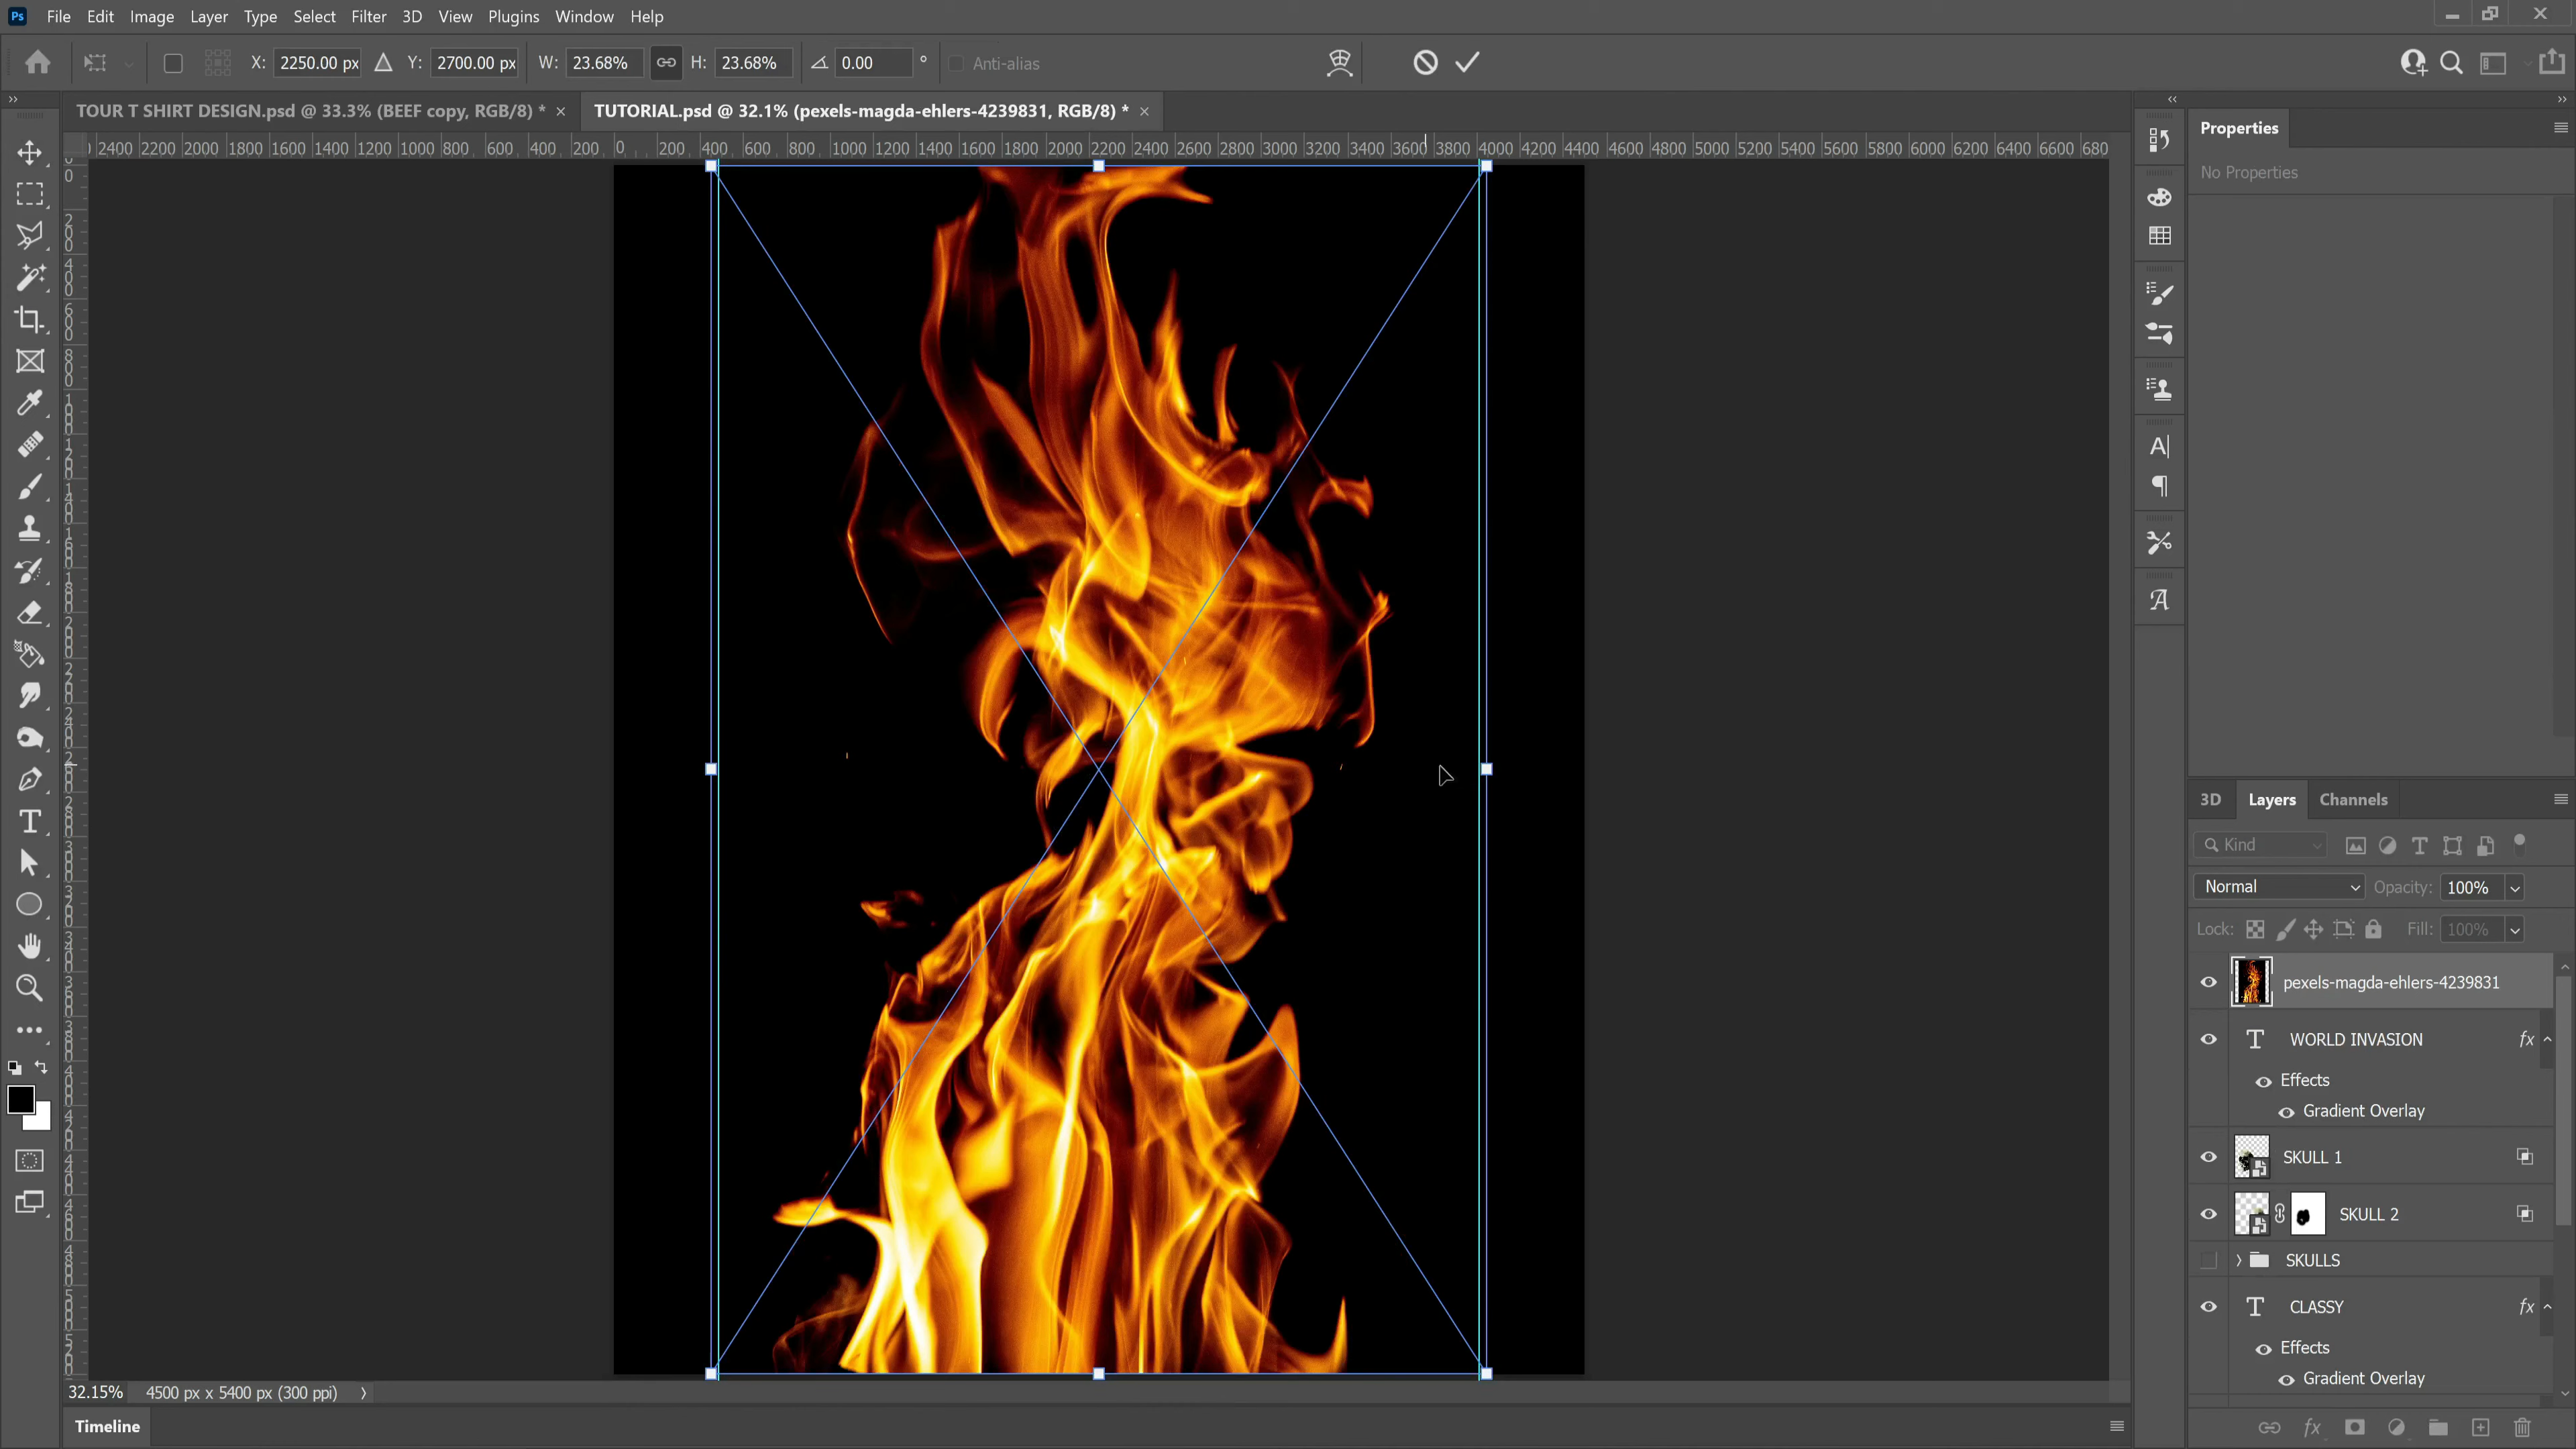 Ps File Edit Image Layer Type Select Filter 3D View Plugins Window Help
X: 2250.00 px Y: 2700.00 px W: 23.68% H: 23.68% 0.00 ° Anti-alias
TOUR T SHIRT DESIGN.psd @ 33.3% (BEEF copy, RGB/8) * × TUTORIAL.psd @ 32.1% (pexels-magda-ehlers-4239831, RGB/8) * ×
2400 2200 2000 1800 1600 1400 1200 1000 800 600 400 200 0 200 400 600 800 1000 1200 1400 1600 1800 2000 2200 2400 2600 2800 3000 3200 3400 3600 3800 4000 4200 4400 4600 4800 5000 5200 5400 5600 5800 6000 6200 6400 6600 680
Properties
No Properties
3D Layers Channels
Kind
Normal Opacity: 100%
Lock: Fill: 100%
pexels-magda-ehlers-4239831
WORLD INVASION fx
Effects
Gradient Overlay
SKULL 1
SKULL 2
SKULLS
CLASSY fx
Effects
Gradient Overlay
32.15% 4500 px x 5400 px (300 ppi)
Timeline
fx